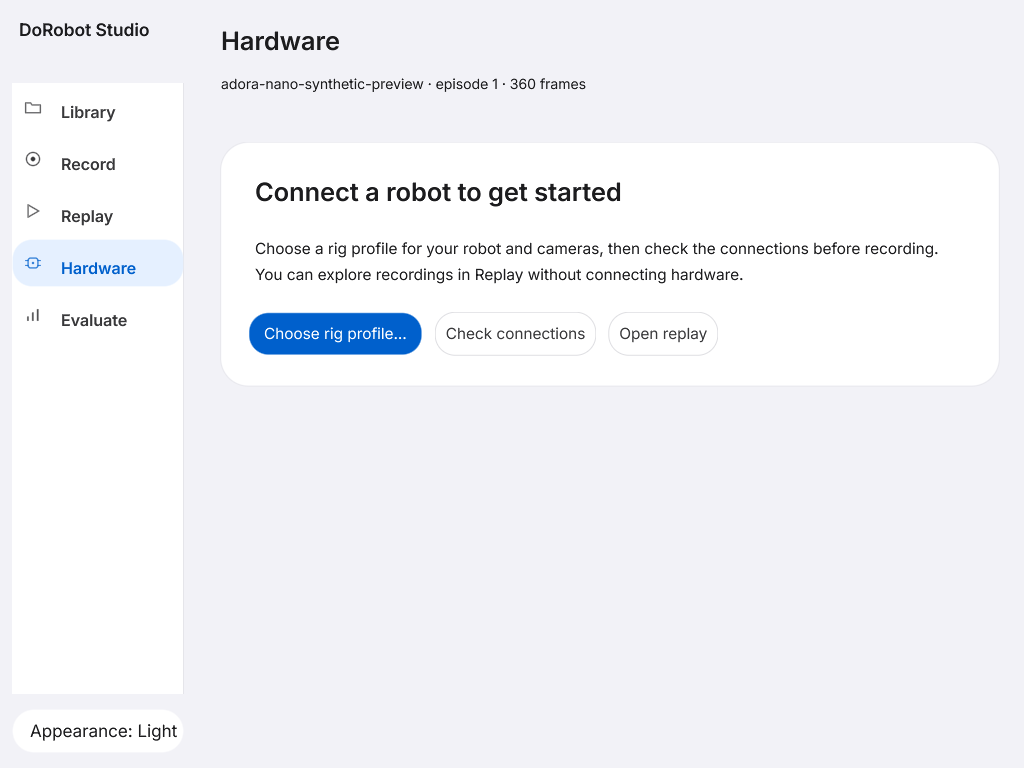 DoRobot Studio
Library
Record
Replay
Hardware
Evaluate
Appearance: Light
Hardware
adora-nano-synthetic-preview · episode 1 · 360 frames
Connect a robot to get started
Choose a rig profile for your robot and cameras, then check the connections before recording.
You can explore recordings in Replay without connecting hardware.
Choose rig profile...
Check connections
Open replay